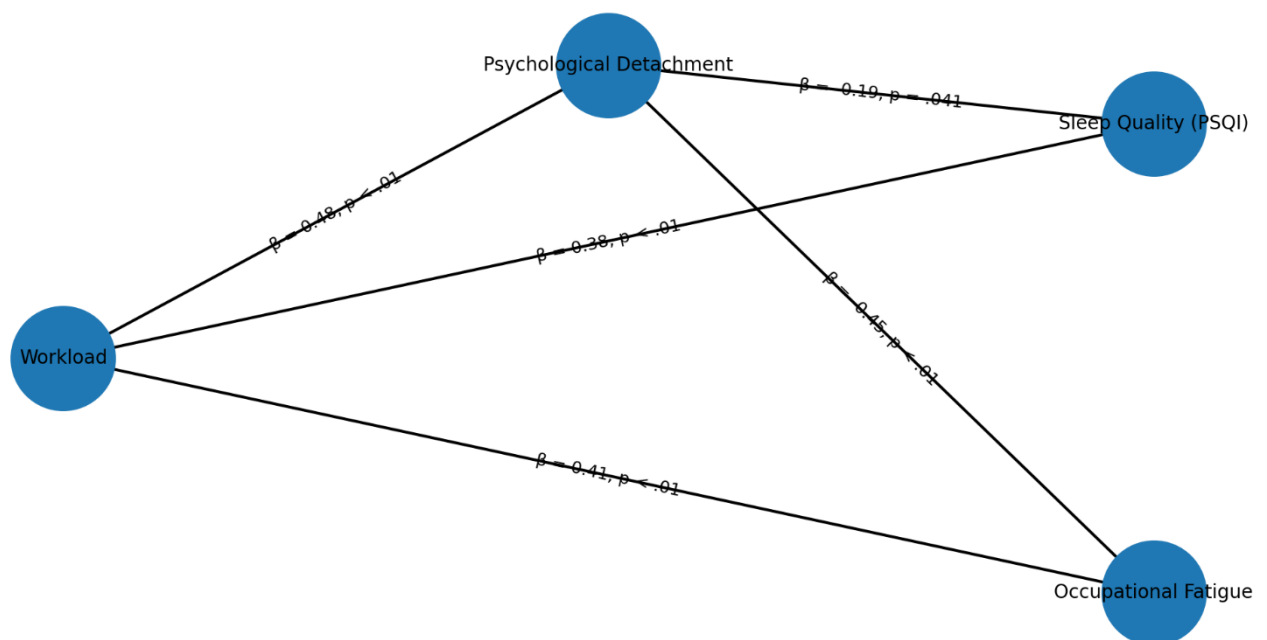 Psychological Detachment
β = -0.19, p = .041
Sleep Quality (PSQI)
β = 0.48, p < .01
β = 0.38, p < .01
β = -0.45, p < .01
Workload
β = 0.41, p < .01
Occupational Fatigue